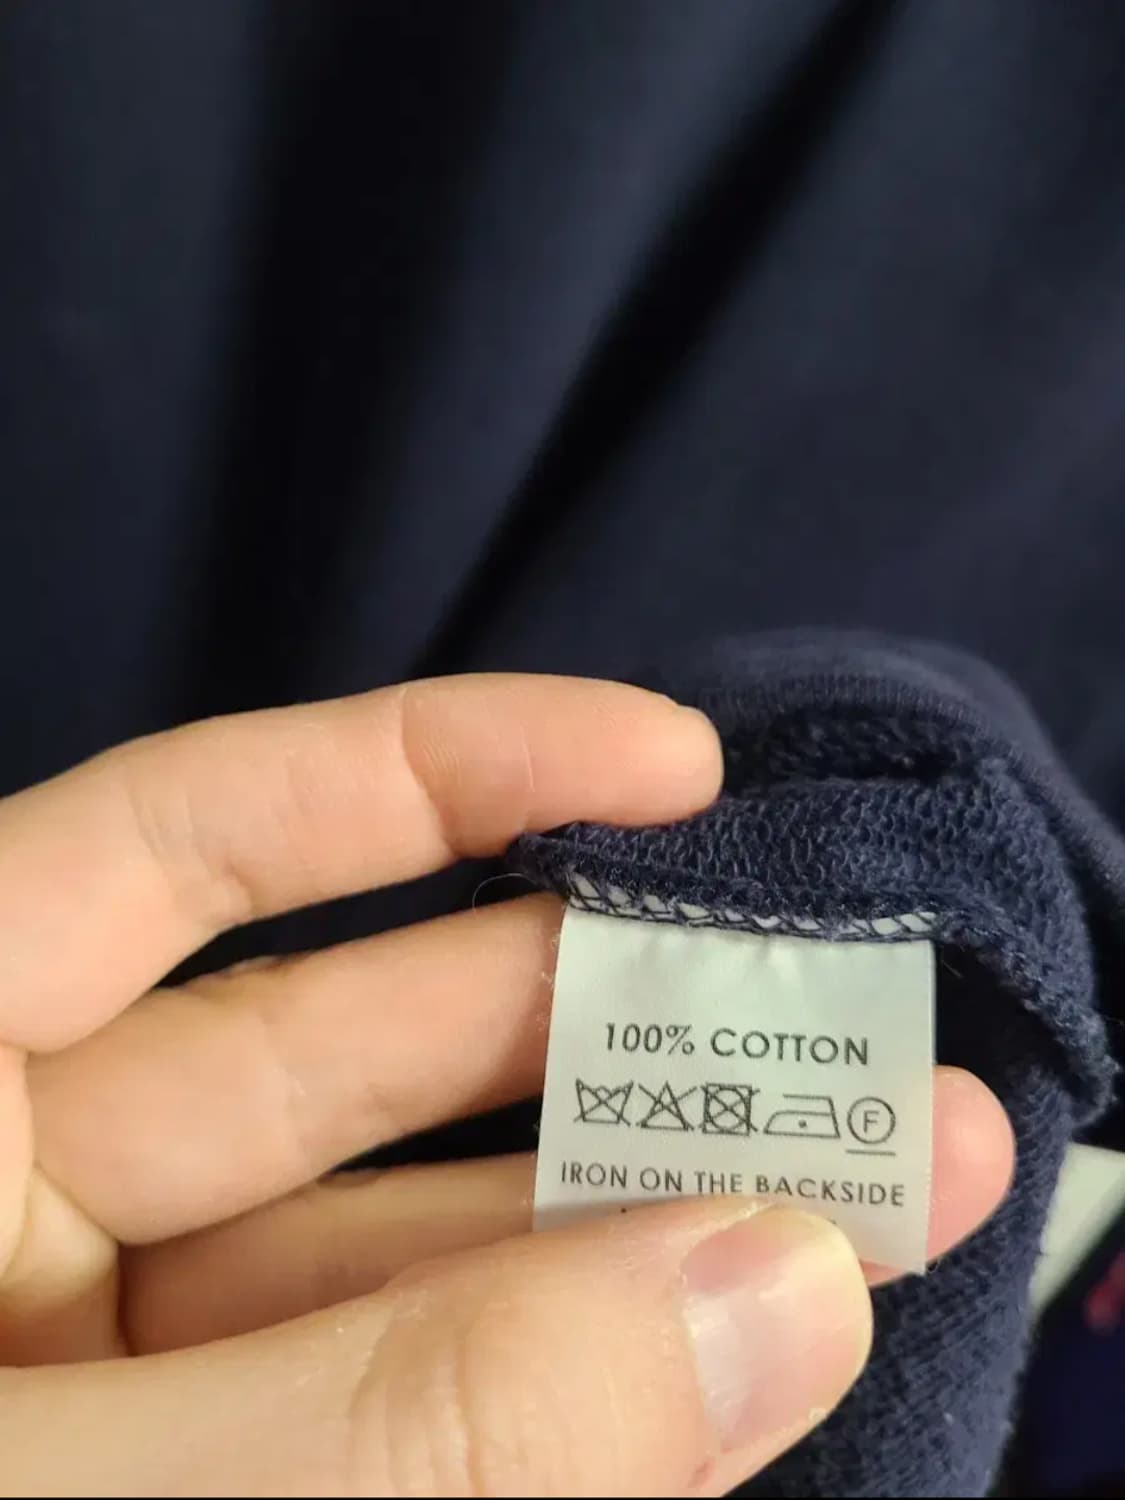 100% COTTON
F
IRON ON THE BACKSIDE